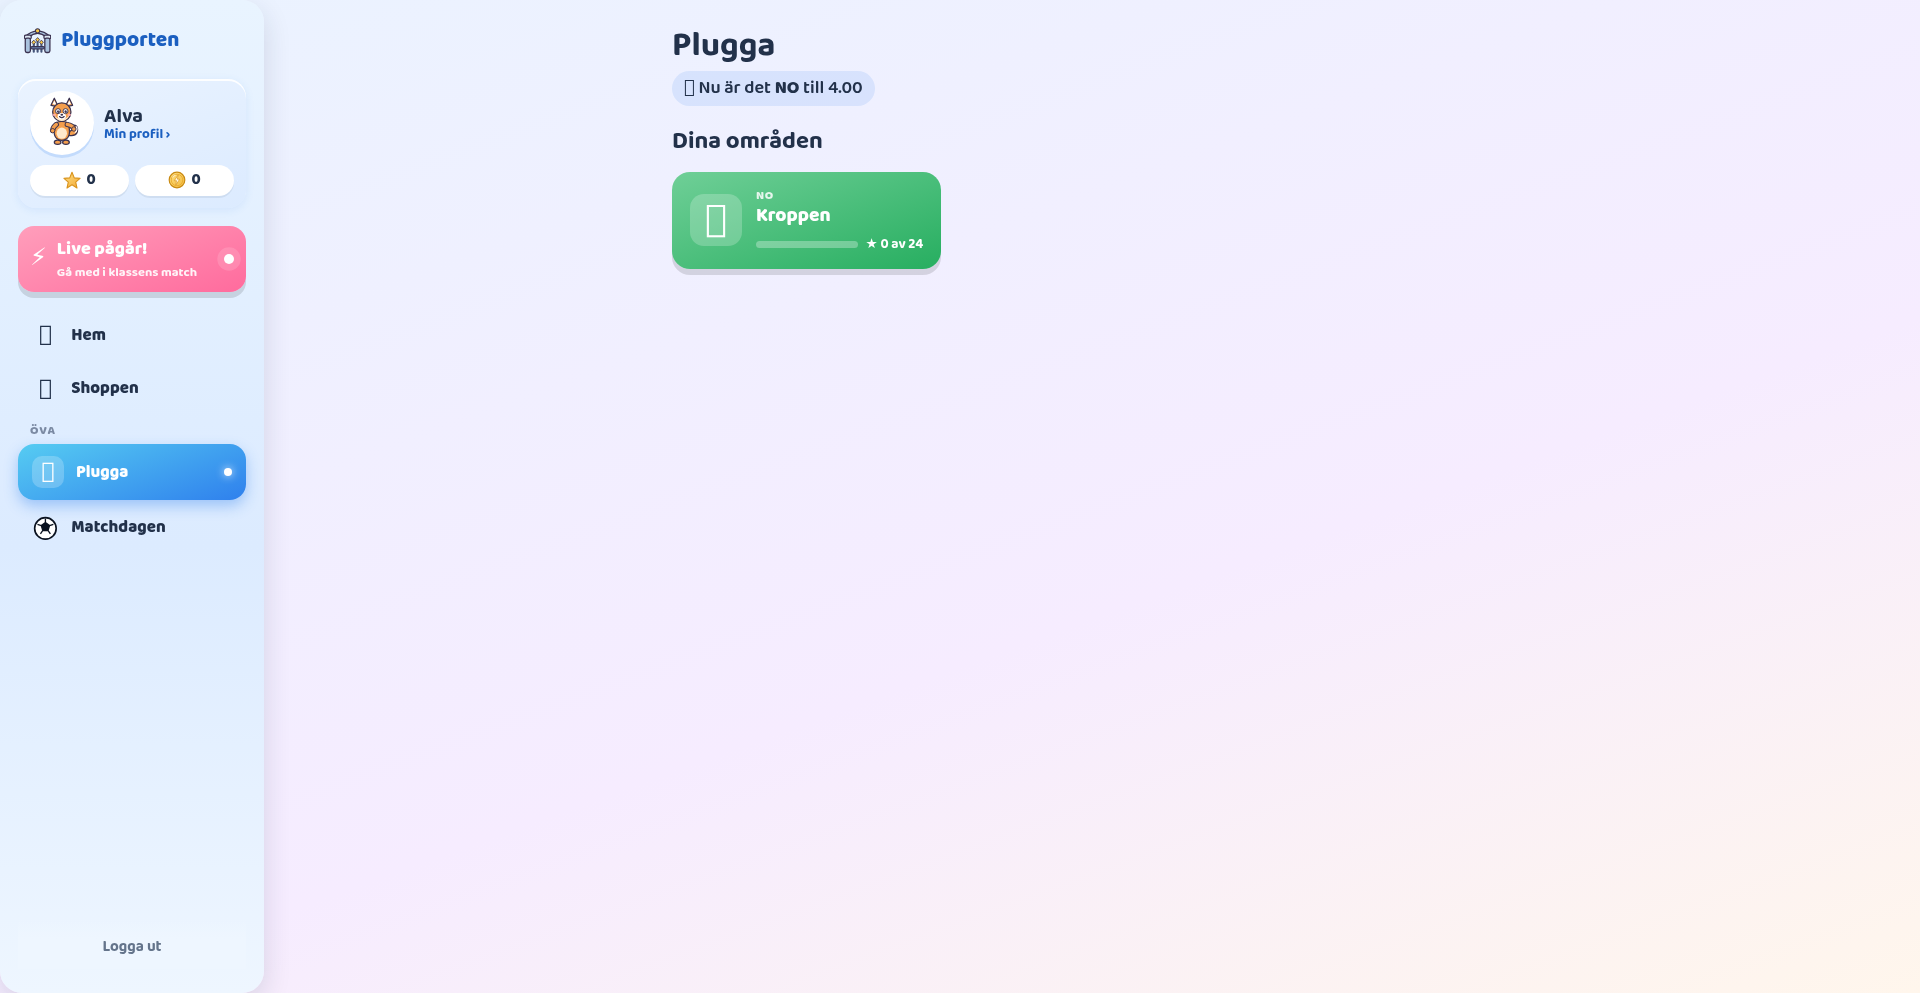 Pluggporten
Alva
Min profil ›
0
0
Live pågår!
Gå med i klassens match
Hem
Shoppen
ÖVA
Plugga
Matchdagen
Logga ut
Plugga
Nu är det NO till 4.00
Dina områden
NO
Kroppen
★ 0 av 24